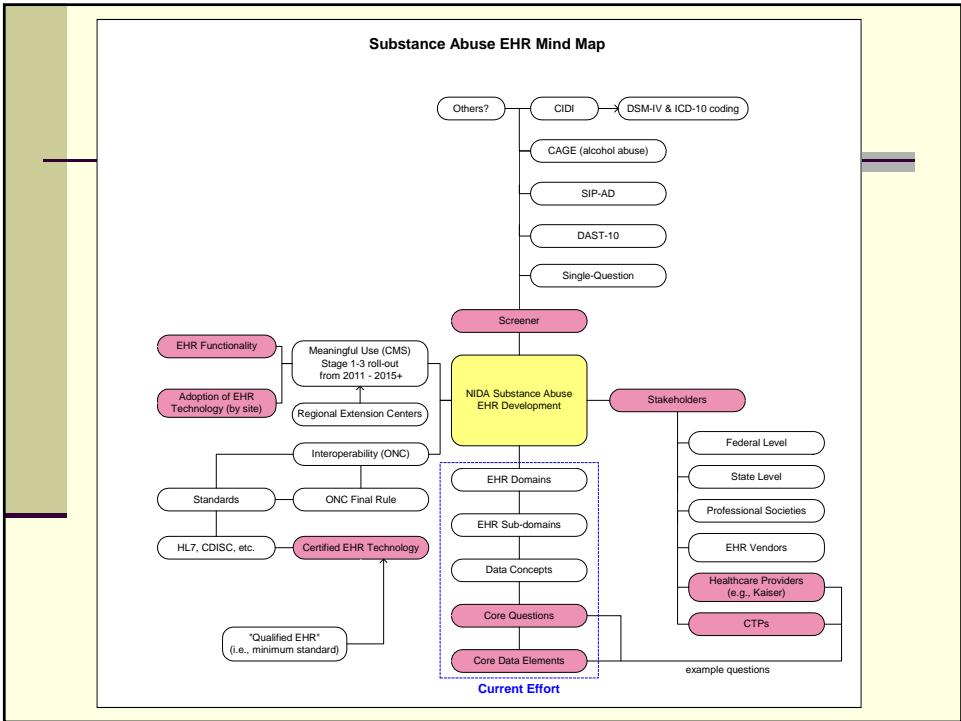 Substance Abuse EHR Mind Map
Others?
CIDI
DSM-IV & ICD-10 coding
CAGE (alcohol abuse)
SIP-AD
DAST-10
Single-Question
Screener
EHR Functionality
Meaningful Use (CMS)
Stage 1-3 roll-out
from 2011 - 2015+
Adoption of EHR
Technology (by site)
Regional Extension Centers
NIDA Substance Abuse
EHR Development
Stakeholders
Interoperability (ONC)
Standards
ONC Final Rule
HL7, CDISC, etc.
Certified EHR Technology
"Qualified EHR"
(i.e., minimum standard)
EHR Domains
EHR Sub-domains
Data Concepts
Core Questions
Core Data Elements
Current Effort
Federal Level
State Level
Professional Societies
EHR Vendors
Healthcare Providers
(e.g., Kaiser)
CTPs
example questions